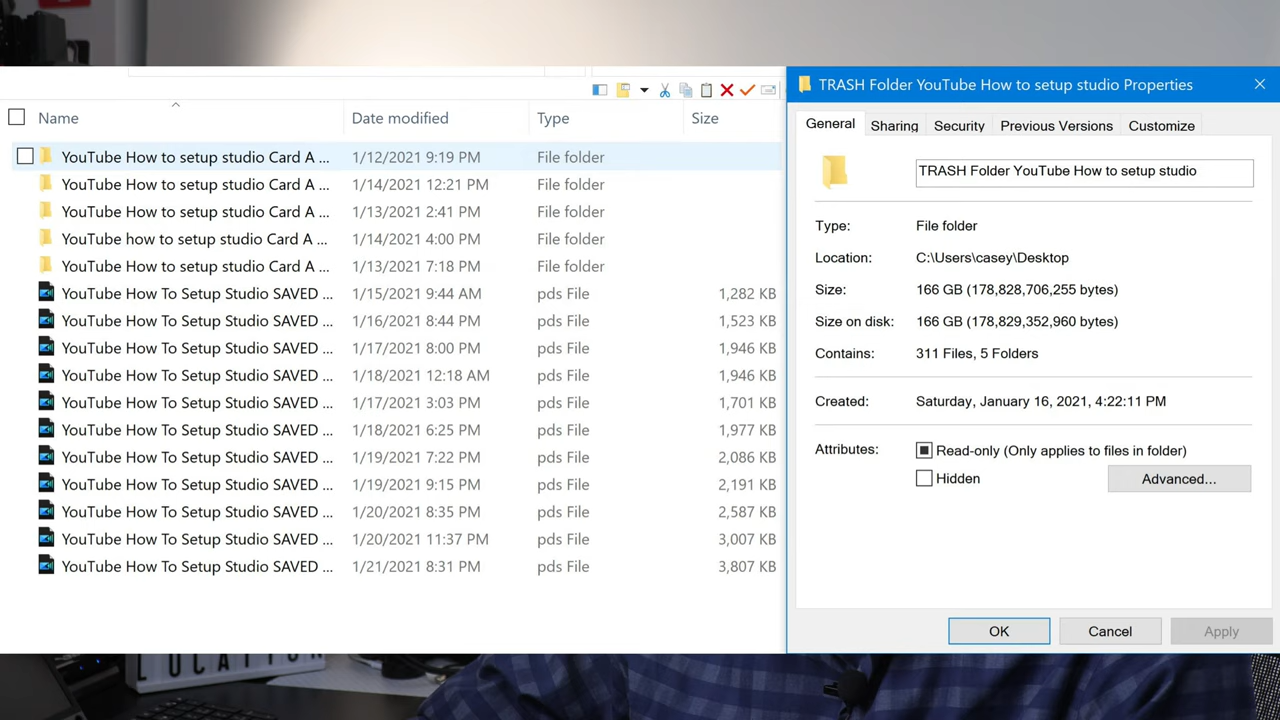 Name Date modified Type Size
YouTube How to setup studio Card A ... 1/12/2021 9:19 PM File folder
YouTube How to setup studio Card A ... 1/14/2021 12:21 PM File folder
YouTube How to setup studio Card A ... 1/13/2021 2:41 PM File folder
YouTube how to setup studio Card A ... 1/14/2021 4:00 PM File folder
YouTube How to setup studio Card A ... 1/13/2021 7:18 PM File folder
YouTube How To Setup Studio SAVED ... 1/15/2021 9:44 AM pds File 1,282 KB
YouTube How To Setup Studio SAVED ... 1/16/2021 8:44 PM pds File 1,523 KB
YouTube How To Setup Studio SAVED ... 1/17/2021 8:00 PM pds File 1,946 KB
YouTube How To Setup Studio SAVED ... 1/18/2021 12:18 AM pds File 1,946 KB
YouTube How To Setup Studio SAVED ... 1/17/2021 3:03 PM pds File 1,701 KB
YouTube How To Setup Studio SAVED ... 1/18/2021 6:25 PM pds File 1,977 KB
YouTube How To Setup Studio SAVED ... 1/19/2021 7:22 PM pds File 2,086 KB
YouTube How To Setup Studio SAVED ... 1/19/2021 9:15 PM pds File 2,191 KB
YouTube How To Setup Studio SAVED ... 1/20/2021 8:35 PM pds File 2,587 KB
YouTube How To Setup Studio SAVED ... 1/20/2021 11:37 PM pds File 3,007 KB
YouTube How To Setup Studio SAVED ... 1/21/2021 8:31 PM pds File 3,807 KB
TRASH Folder YouTube How to setup studio Properties
General Sharing Security Previous Versions Customize
TRASH Folder YouTube How to setup studio
Type: File folder
Location: C:\Users\casey\Desktop
Size: 166 GB (178,828,706,255 bytes)
Size on disk: 166 GB (178,829,352,960 bytes)
Contains: 311 Files, 5 Folders
Created: Saturday, January 16, 2021, 4:22:11 PM
Attributes: Read-only (Only applies to files in folder)
Hidden Advanced...
OK Cancel Apply
LOCATION